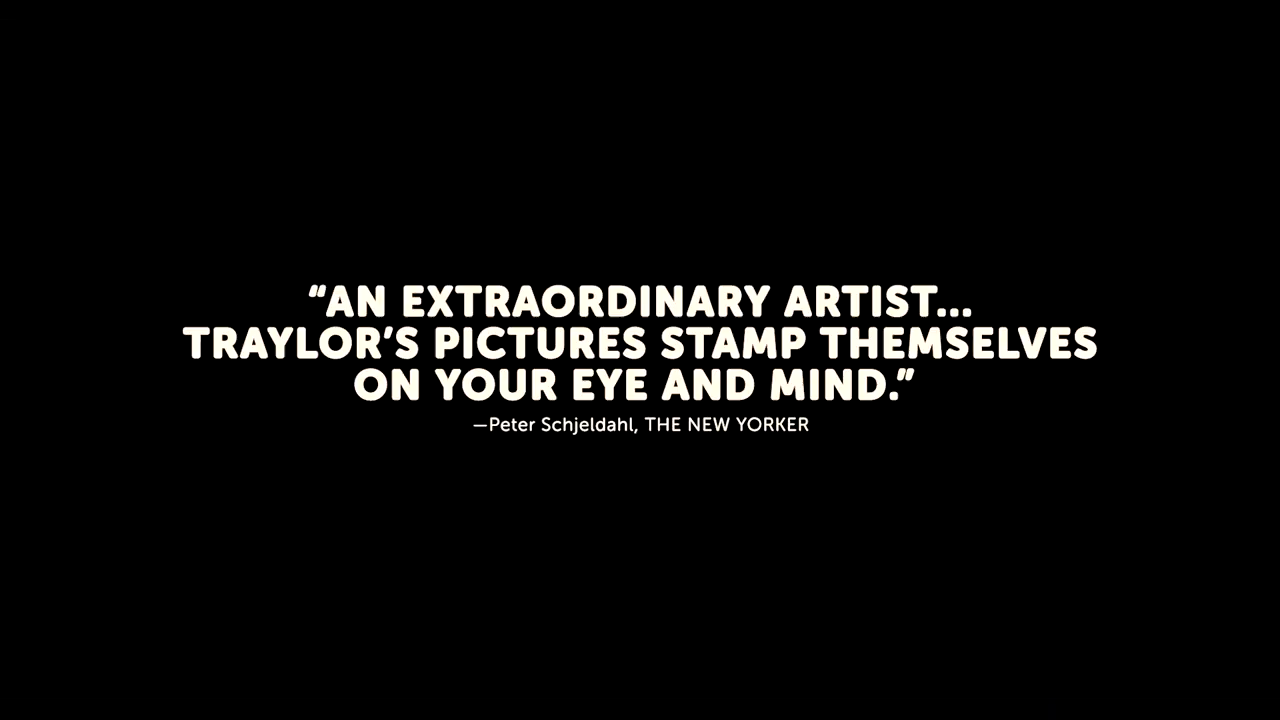 “AN EXTRAORDINARY ARTIST...
TRAYLOR’S PICTURES STAMP THEMSELVES
ON YOUR EYE AND MIND.”
—Peter Schjeldahl, THE NEW YORKER